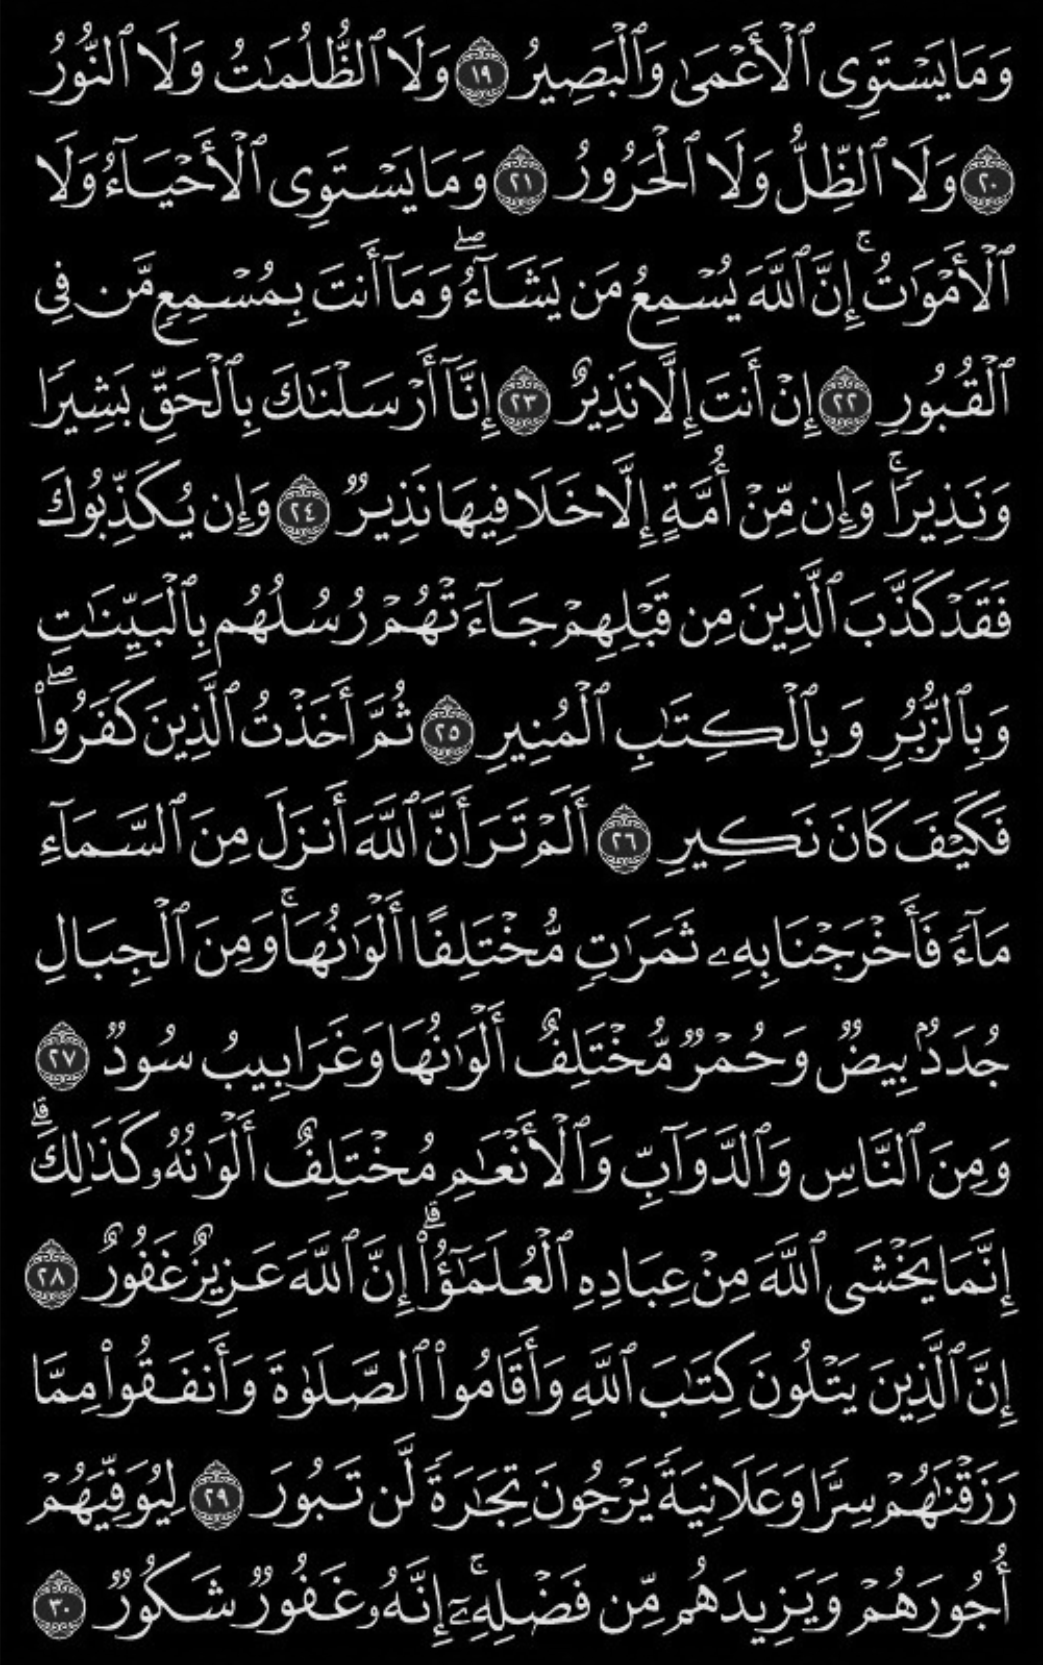 وَمَا يَسْتَوِى ٱلْأَعْمَىٰ وَٱلْبَصِيرُ ١٩ وَلَا ٱلظُّلُمَـٰتُ وَلَا ٱلنُّورُ
٢٠ وَلَا ٱلظِّلُّ وَلَا ٱلْحَرُورُ ٢١ وَمَا يَسْتَوِى ٱلْأَحْيَآءُ وَلَا
ٱلْأَمْوَٰتُ ۚ إِنَّ ٱللَّهَ يُسْمِعُ مَن يَشَآءُ ۖ وَمَآ أَنتَ بِمُسْمِعٍ مَّن فِى
ٱلْقُبُورِ ٢٢ إِنْ أَنتَ إِلَّا نَذِيرٌ ٢٣ إِنَّآ أَرْسَلْنَـٰكَ بِٱلْحَقِّ بَشِيرًا
وَنَذِيرًا ۚ وَإِن مِّنْ أُمَّةٍ إِلَّا خَلَا فِيهَا نَذِيرٌ ٢٤ وَإِن يُكَذِّبُوكَ
فَقَدْ كَذَّبَ ٱلَّذِينَ مِن قَبْلِهِمْ جَآءَتْهُمْ رُسُلُهُم بِٱلْبَيِّنَـٰتِ
وَبِٱلزُّبُرِ وَبِٱلْكِتَـٰبِ ٱلْمُنِيرِ ٢٥ ثُمَّ أَخَذْتُ ٱلَّذِينَ كَفَرُوا۟ ۖ
فَكَيْفَ كَانَ نَكِيرِ ٢٦ أَلَمْ تَرَ أَنَّ ٱللَّهَ أَنزَلَ مِنَ ٱلسَّمَآءِ
مَآءً فَأَخْرَجْنَا بِهِۦ ثَمَرَٰتٍ مُّخْتَلِفًا أَلْوَٰنُهَا ۚ وَمِنَ ٱلْجِبَالِ
جُدَدٌۢ بِيضٌ وَحُمْرٌ مُّخْتَلِفٌ أَلْوَٰنُهَا وَغَرَابِيبُ سُودٌ ٢٧
وَمِنَ ٱلنَّاسِ وَٱلدَّوَآبِّ وَٱلْأَنْعَـٰمِ مُخْتَلِفٌ أَلْوَٰنُهُۥ كَذَٰلِكَ ۗ
إِنَّمَا يَخْشَى ٱللَّهَ مِنْ عِبَادِهِ ٱلْعُلَمَـٰٓؤُا۟ ۗ إِنَّ ٱللَّهَ عَزِيزٌ غَفُورٌ ٢٨
إِنَّ ٱلَّذِينَ يَتْلُونَ كِتَـٰبَ ٱللَّهِ وَأَقَامُوا۟ ٱلصَّلَوٰةَ وَأَنفَقُوا۟ مِمَّا
رَزَقْنَـٰهُمْ سِرًّا وَعَلَانِيَةً يَرْجُونَ تِجَـٰرَةً لَّن تَبُورَ ٢٩ لِيُوَفِّيَهُمْ
أُجُورَهُمْ وَيَزِيدَهُم مِّن فَضْلِهِۦٓ ۚ إِنَّهُۥ غَفُورٌ شَكُورٌ ٣٠